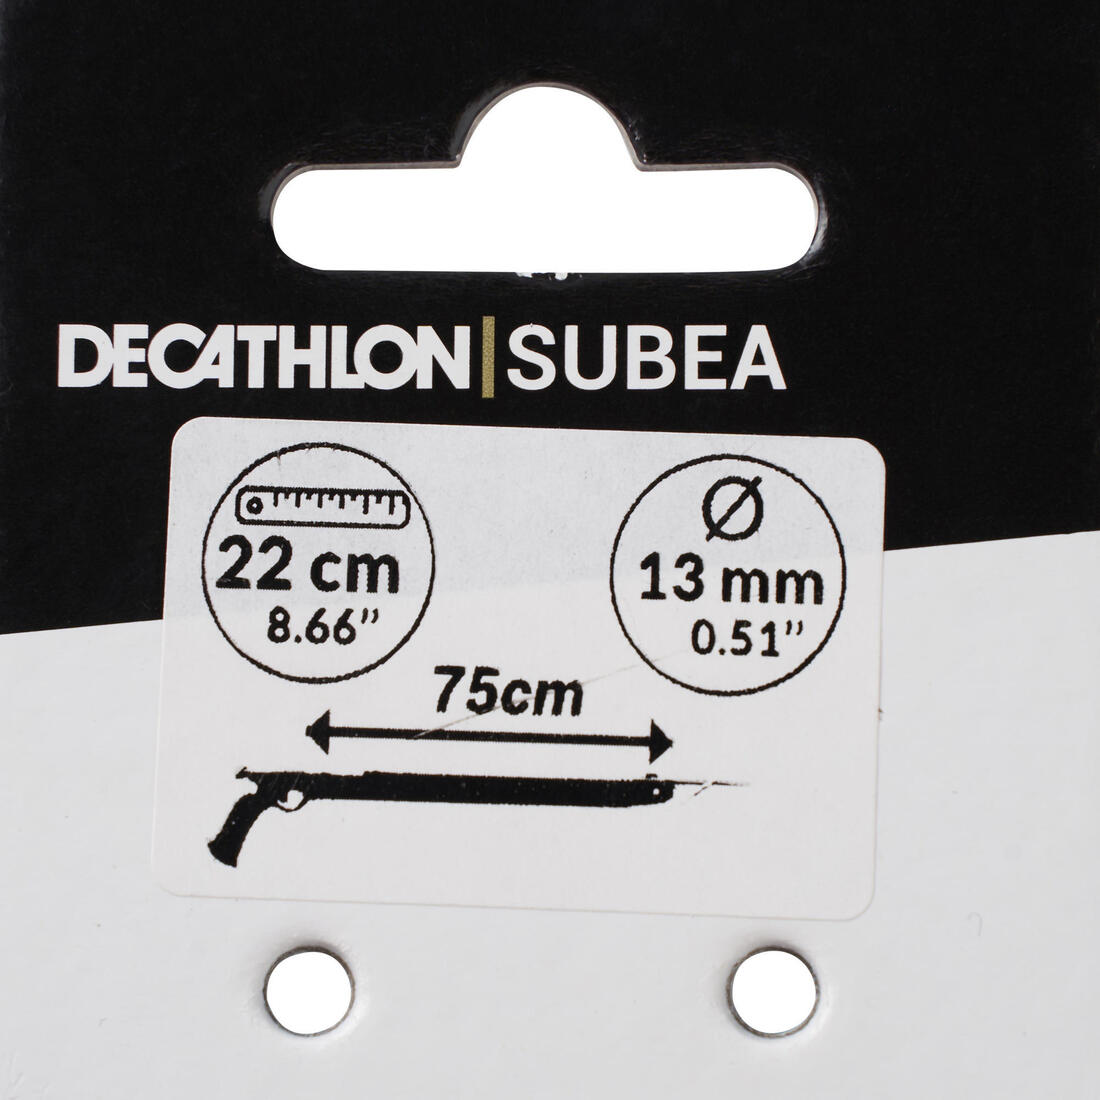 DECATHLON | SUBEA
22 cm
8.66”
Ø
13 mm
0.51”
75cm